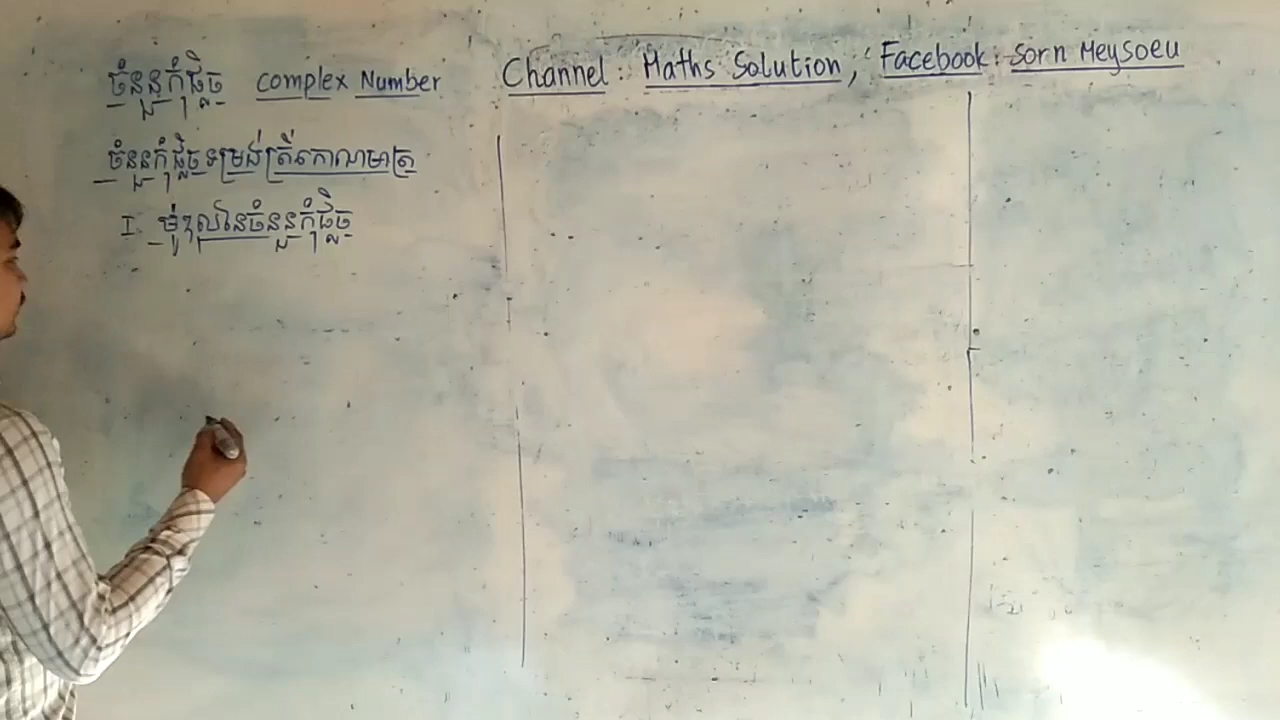 ចំនួនកុំផ្លិច complex Number
Channel : Maths Solution, Facebook : Sorn Meysoeu
ចំនួនកុំផ្លិចទម្រង់ត្រីកោណមាត្រ
I. ម៉ូឌុលនៃចំនួនកុំផ្លិច